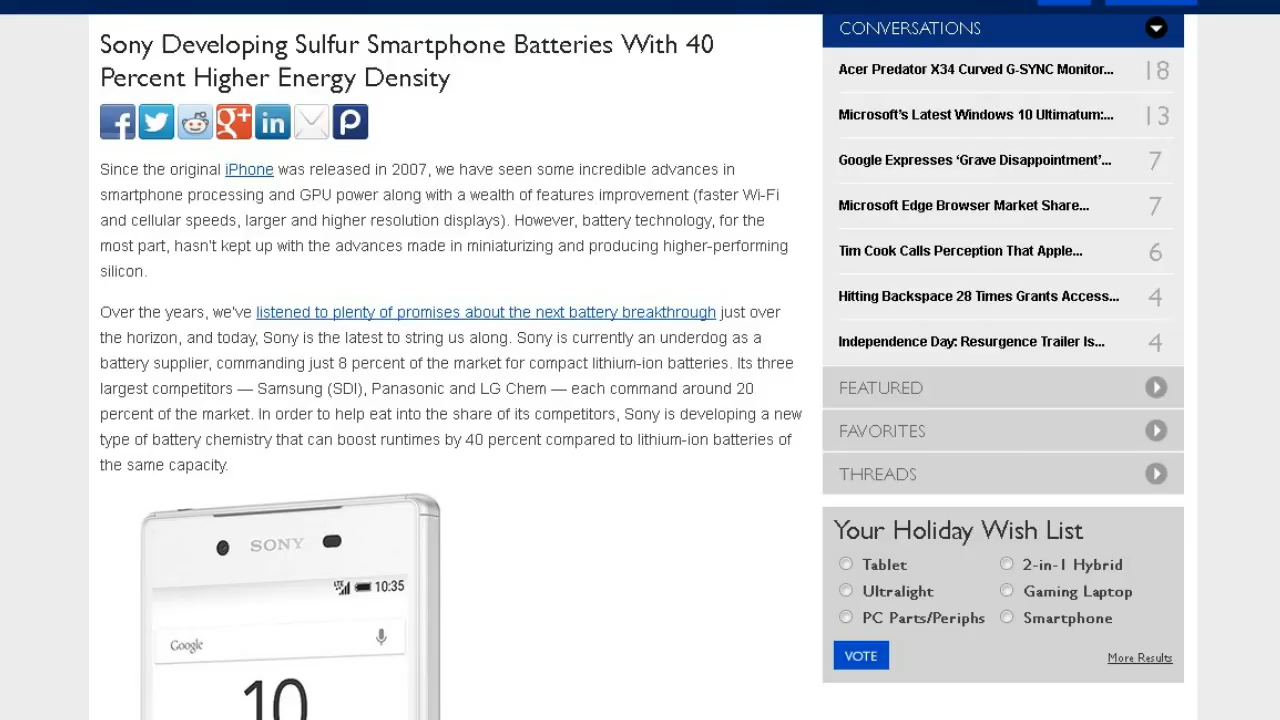 Sony Developing Sulfur Smartphone Batteries With 40
Percent Higher Energy Density
Since the original iPhone was released in 2007, we have seen some incredible advances in
smartphone processing and GPU power along with a wealth of features improvement (faster Wi-Fi
and cellular speeds, larger and higher resolution displays). However, battery technology, for the
most part, hasn't kept up with the advances made in miniaturizing and producing higher-performing
silicon.
Over the years, we've listened to plenty of promises about the next battery breakthrough just over
the horizon, and today, Sony is the latest to string us along. Sony is currently an underdog as a
battery supplier, commanding just 8 percent of the market for compact lithium-ion batteries. Its three
largest competitors — Samsung (SDI), Panasonic and LG Chem — each command around 20
percent of the market. In order to help eat into the share of its competitors, Sony is developing a new
type of battery chemistry that can boost runtimes by 40 percent compared to lithium-ion batteries of
the same capacity.
SONY
LTE 10:35
Google
10
CONVERSATIONS
Acer Predator X34 Curved G-SYNC Monitor... 18
Microsoft's Latest Windows 10 Ultimatum:... 13
Google Expresses 'Grave Disappointment'... 7
Microsoft Edge Browser Market Share... 7
Tim Cook Calls Perception That Apple... 6
Hitting Backspace 28 Times Grants Access... 4
Independence Day: Resurgence Trailer Is... 4
FEATURED
FAVORITES
THREADS
Your Holiday Wish List
Tablet 2-in-1 Hybrid
Ultralight Gaming Laptop
PC Parts/Periphs Smartphone
VOTE More Results